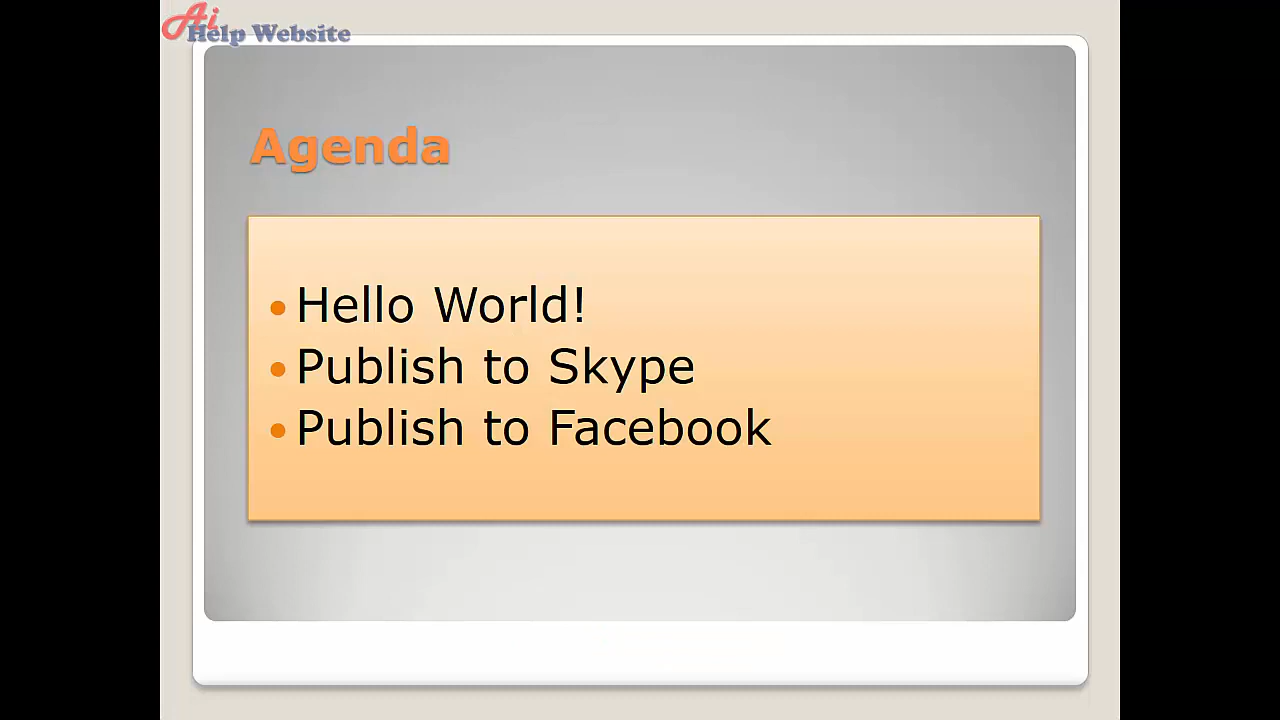 Ai
Help Website
Agenda
•Hello World!
•Publish to Skype
•Publish to Facebook